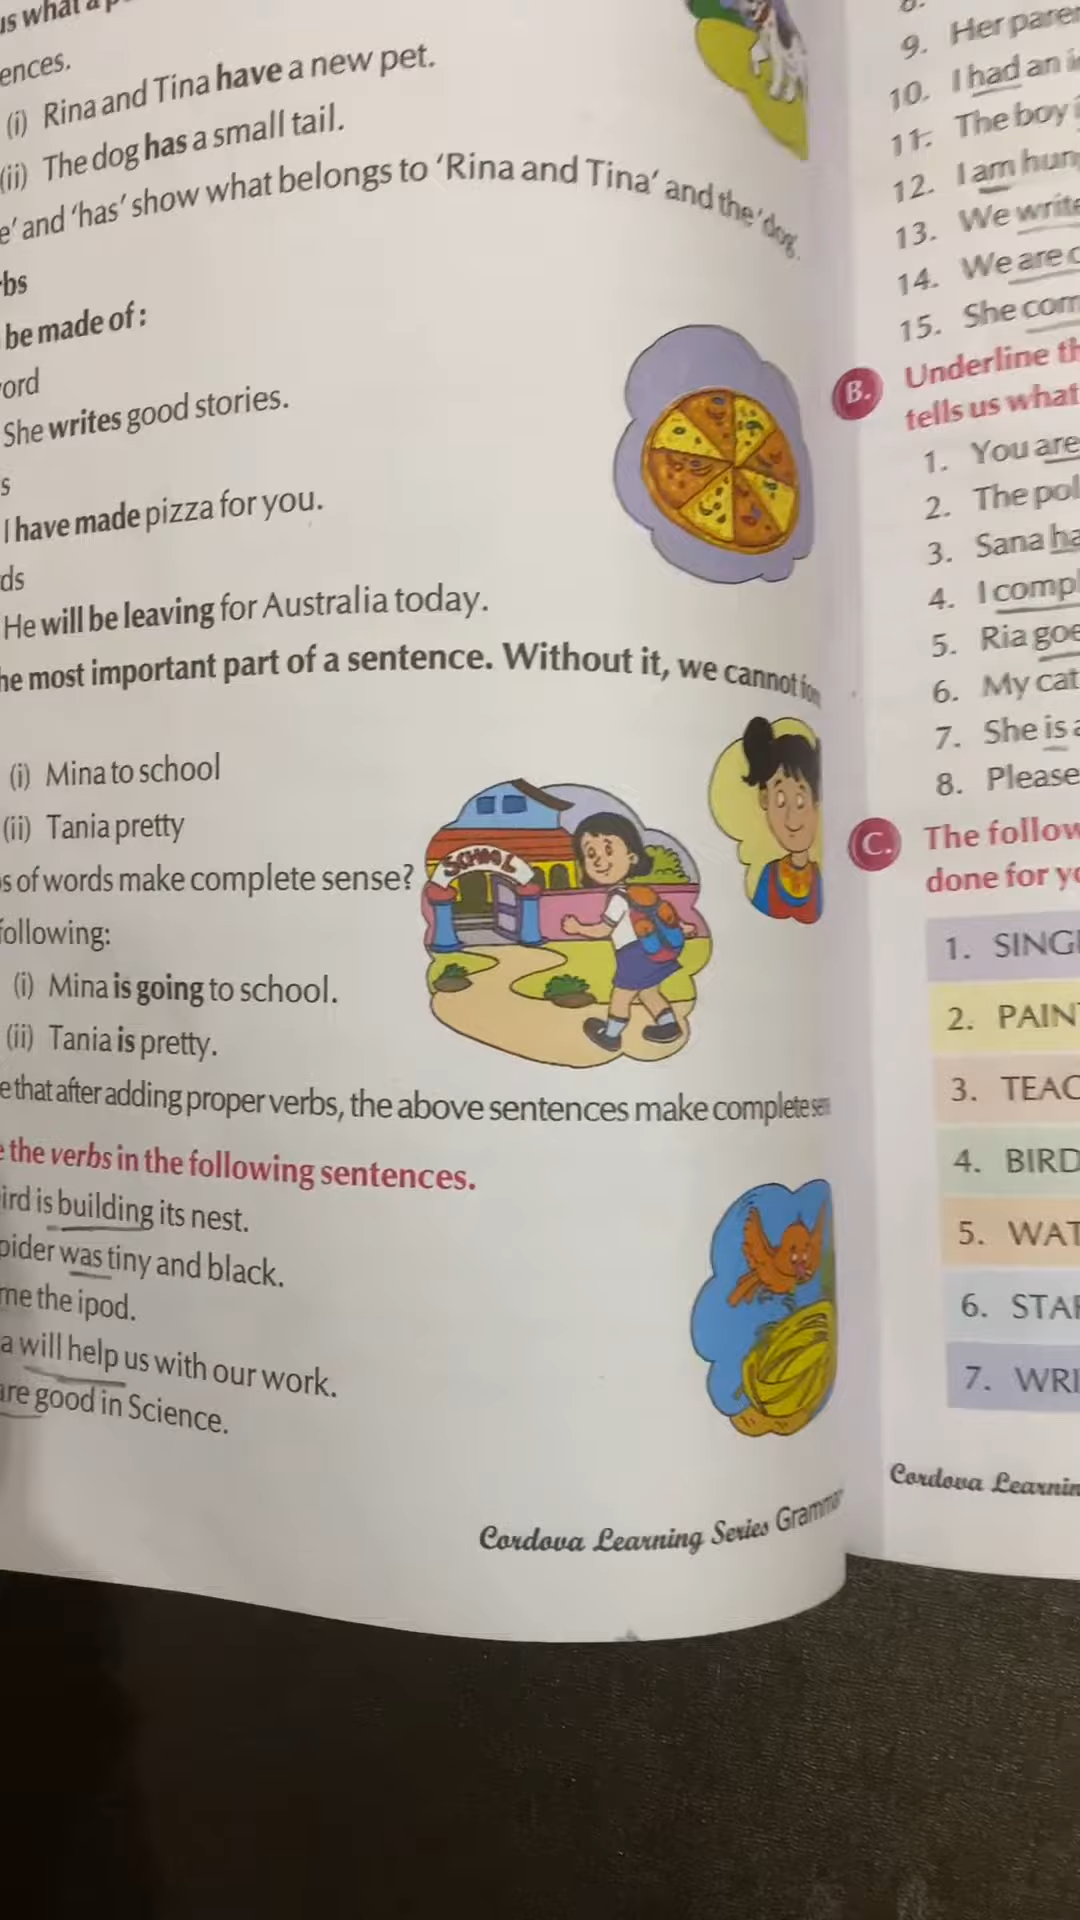 us what a
ences.
(i) Rina and Tina have a new pet.
(ii) The dog has a small tail.
e' and 'has' show what belongs to 'Rina and Tina' and the 'dog.
bs
be made of:
ord
She writes good stories.
s
I have made pizza for you.
ds
He will be leaving for Australia today.
he most important part of a sentence. Without it, we cannot
(i) Mina to school
(ii) Tania pretty
s of words make complete sense?
following:
(i) Mina is going to school.
(ii) Tania is pretty.
e that after adding proper verbs, the above sentences make complete
SCHOOL
e the verbs in the following sentences.
ird is building its nest.
pider was tiny and black.
me the ipod.
a will help us with our work.
are good in Science.
Cordova Learning Series Grammar
9. Her paren
10. I had an
11. The boy
12. I am hun
13. We write
14. We are
15. She com
B. Underline th
tells us what
1. You are
2. The pol
3. Sana ha
4. I compl
5. Ria goe
6. My cat
7. She is a
8. Please
C. The follow
done for yo
1. SING
2. PAINT
3. TEAC
4. BIRD
5. WAT
6. STAR
7. WRI
Cordova Learnin